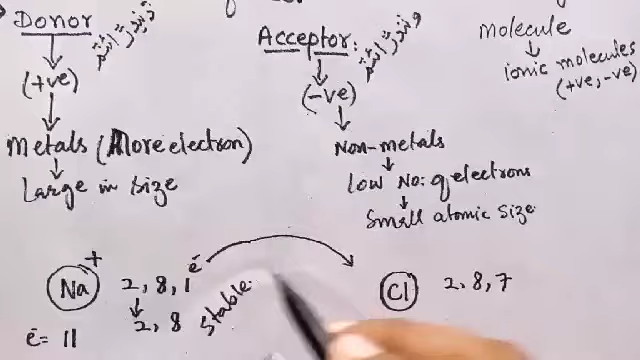 Donor
(+ve)
Metals (More electron)
Large in size
Acceptor:
(-ve)
Non-metals
low No: of electrons
small atomic size
molecule
ionic molecules
(+ve, -ve)
+
Na 2, 8, 1 e-
2, 8 stable.
e- = 11
Cl 2, 8, 7